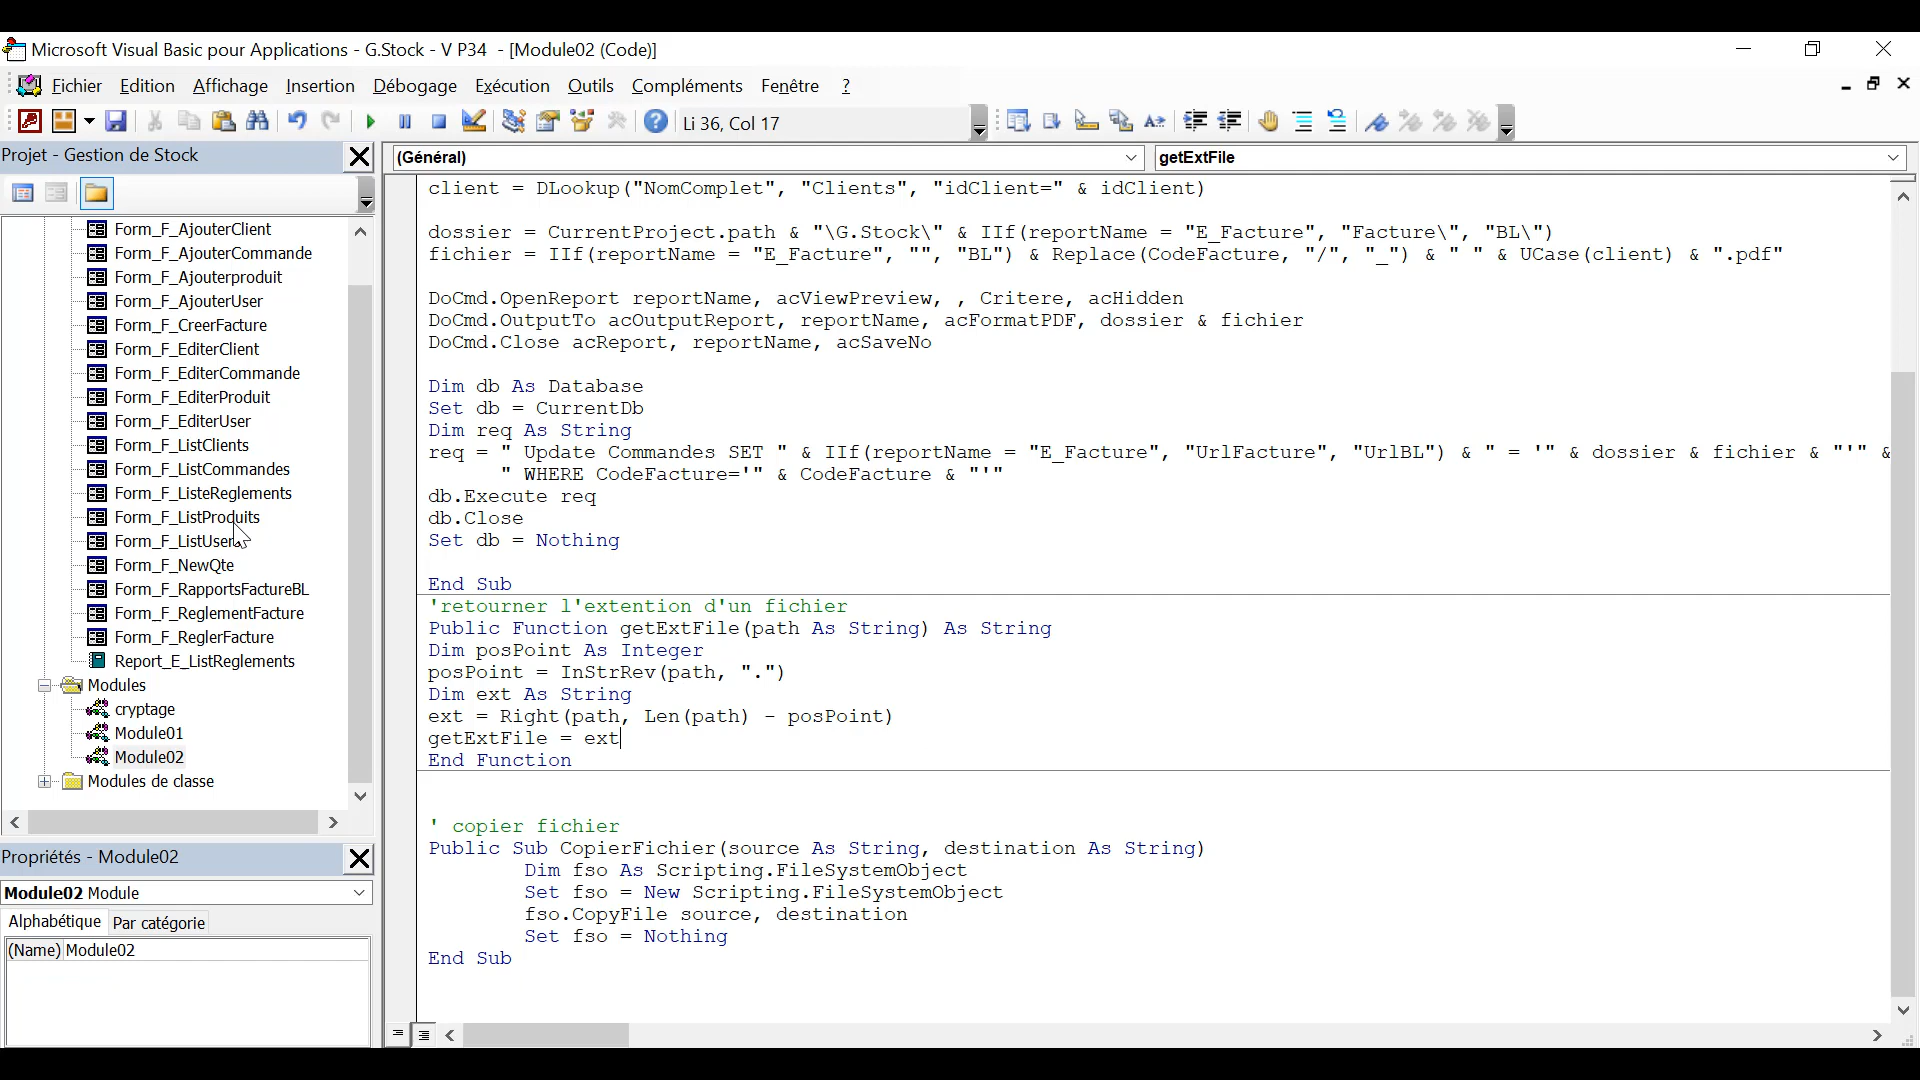 Microsoft Visual Basic pour Applications - G.Stock - V P34 - [Module02 (Code)]
Fichier Edition Affichage Insertion Débogage Exécution Outils Compléments Fenêtre ?
Li 36, Col 17
Projet - Gestion de Stock
Form_F_AjouterClient
Form_F_AjouterCommande
Form_F_Ajouterproduit
Form_F_AjouterUser
Form_F_CreerFacture
Form_F_EditerClient
Form_F_EditerCommande
Form_F_EditerProduit
Form_F_EditerUser
Form_F_ListClients
Form_F_ListCommandes
Form_F_ListeReglements
Form_F_ListProduits
Form_F_ListUser
Form_F_NewQte
Form_F_RapportsFactureBL
Form_F_ReglementFacture
Form_F_ReglerFacture
Report_E_ListReglements
Modules
cryptage
Module01
Module02
Modules de classe
Propriétés - Module02
Module02 Module
Alphabétique Par catégorie
(Name) Module02
(Général) getExtFile
client = DLookup("NomComplet", "Clients", "idClient=" & idClient)
dossier = CurrentProject.path & "\G.Stock\" & IIf(reportName = "E_Facture", "Facture\", "BL\")
fichier = IIf(reportName = "E_Facture", "", "BL") & Replace(CodeFacture, "/", "_") & " " & UCase(client) & ".pdf"
DoCmd.OpenReport reportName, acViewPreview, , Critere, acHidden
DoCmd.OutputTo acOutputReport, reportName, acFormatPDF, dossier & fichier
DoCmd.Close acReport, reportName, acSaveNo
Dim db As Database
Set db = CurrentDb
Dim req As String
req = " Update Commandes SET " & IIf(reportName = "E_Facture", "UrlFacture", "UrlBL") & " = '" & dossier & fichier & "'" &
" WHERE CodeFacture='" & CodeFacture & "'"
db.Execute req
db.Close
Set db = Nothing
End Sub
'retourner l'extention d'un fichier
Public Function getExtFile(path As String) As String
Dim posPoint As Integer
posPoint = InStrRev(path, ".")
Dim ext As String
ext = Right(path, Len(path) - posPoint)
getExtFile = ext
End Function
' copier fichier
Public Sub CopierFichier(source As String, destination As String)
Dim fso As Scripting.FileSystemObject
Set fso = New Scripting.FileSystemObject
fso.CopyFile source, destination
Set fso = Nothing
End Sub